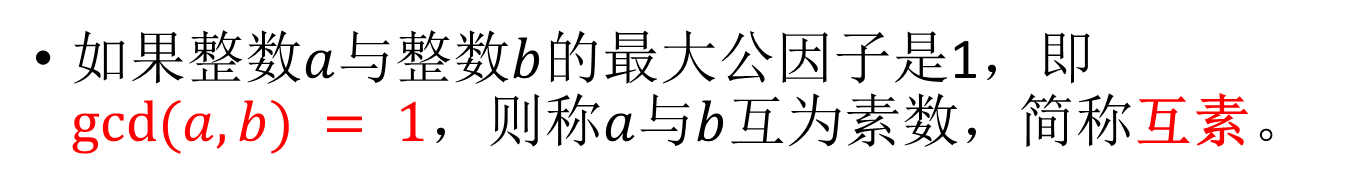 • 如果整数a与整数b的最大公因子是1，即
gcd(a, b) = 1，则称a与b互为素数，简称互素。